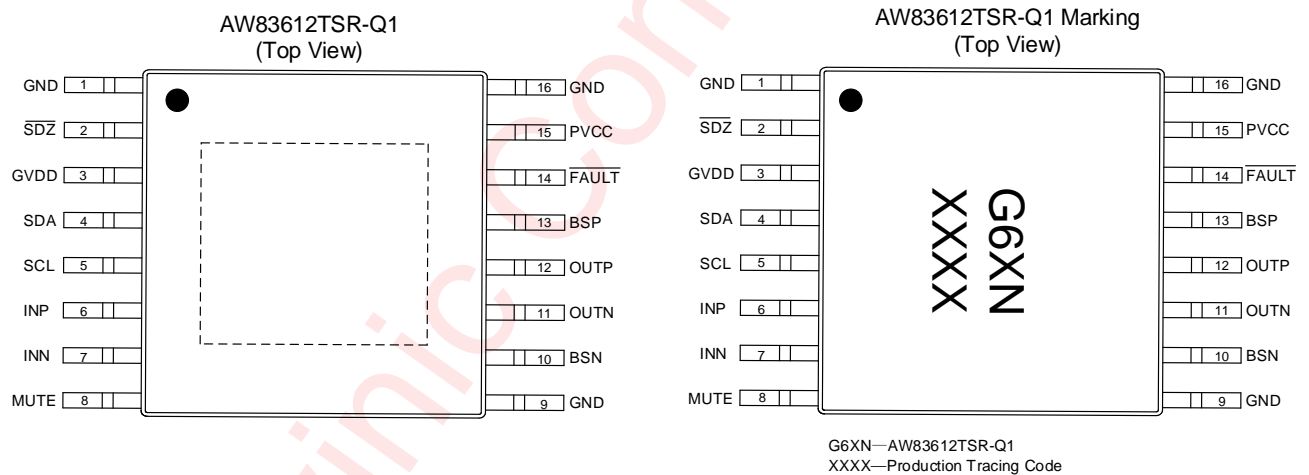 AW83612TSR-Q1
(Top View)
GND 1
SDZ 2
GVDD 3
SDA 4
SCL 5
INP 6
INN 7
MUTE 8
16 GND
15 PVCC
14 FAULT
13 BSP
12 OUTP
11 OUTN
10 BSN
9 GND
AW83612TSR-Q1 Marking
(Top View)
GND 1
SDZ 2
GVDD 3
SDA 4
SCL 5
INP 6
INN 7
MUTE 8
G6XN
XXXX
16 GND
15 PVCC
14 FAULT
13 BSP
12 OUTP
11 OUTN
10 BSN
9 GND
G6XN—AW83612TSR-Q1
XXXX—Production Tracing Code
inic Con